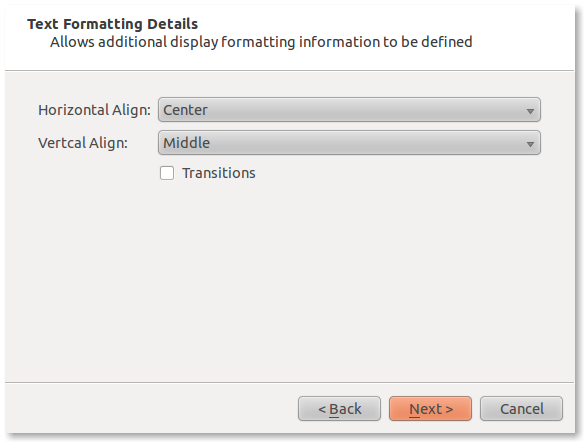 Text Formatting Details
Allows additional display formatting information to be defined
Horizontal Align: Center
Vertcal Align: Middle
Transitions
< Back Next > Cancel